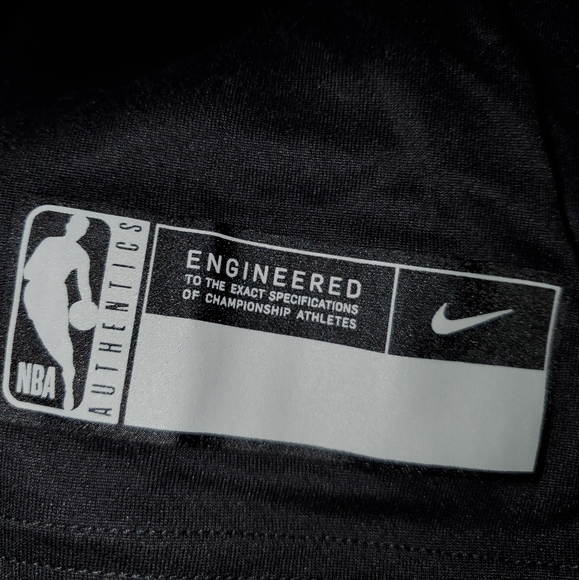 NBA
AUTHENTICS
ENGINEERED
TO THE EXACT SPECIFICATIONS
OF CHAMPIONSHIP ATHLETES